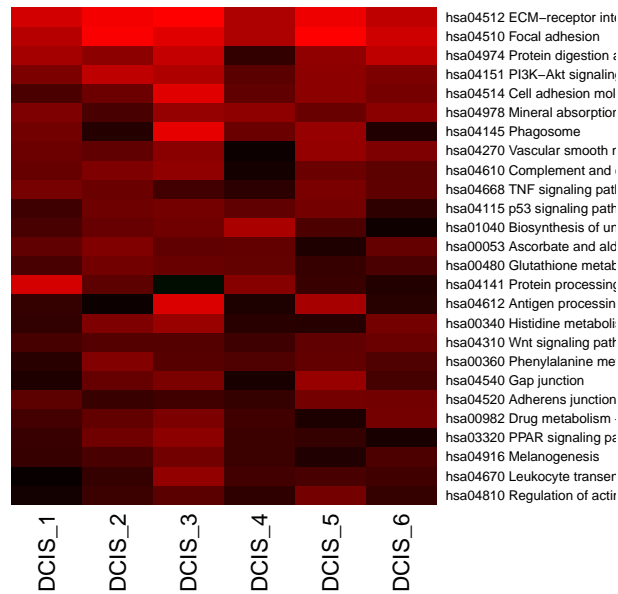 hsa04512 ECM−receptor inte
hsa04510 Focal adhesion
hsa04974 Protein digestion a
hsa04151 PI3K−Akt signaling
hsa04514 Cell adhesion mol
hsa04978 Mineral absorption
hsa04145 Phagosome
hsa04270 Vascular smooth m
hsa04610 Complement and c
hsa04668 TNF signaling path
hsa04115 p53 signaling path
hsa01040 Biosynthesis of un
hsa00053 Ascorbate and ald
hsa00480 Glutathione metab
hsa04141 Protein processing
hsa04612 Antigen processin
hsa00340 Histidine metabolis
hsa04310 Wnt signaling path
hsa00360 Phenylalanine me
hsa04540 Gap junction
hsa04520 Adherens junction
hsa00982 Drug metabolism −
hsa03320 PPAR signaling pa
hsa04916 Melanogenesis
hsa04670 Leukocyte transen
hsa04810 Regulation of actin
DCIS_1
DCIS_2
DCIS_3
DCIS_4
DCIS_5
DCIS_6